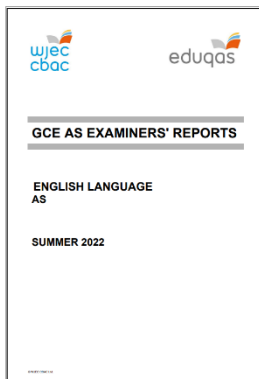 wjec
cbac
eduqas
GCE AS EXAMINERS' REPORTS
ENGLISH LANGUAGE
AS
SUMMER 2022